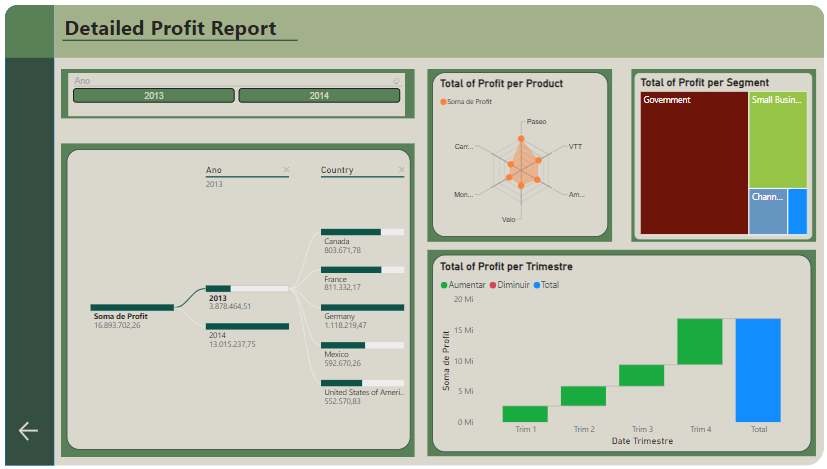 Detailed Profit Report
Ano
2013
2014
Ano
2013
Country
Canada
803.671,78
France
811.332,17
Germany
1.118.219,47
Mexico
592.670,26
United States of Ameri..
552.570,83
2013
3.878.464,51
2014
13.015.237,75
Soma de Profit
16.893.702,26
Total of Profit per Product
Soma de Profit
Paseo
VTT
Am...
Velo
Mon...
Carr...
Total of Profit per Segment
Government
Small Busin...
Chann...
Total of Profit per Trimestre
Aumentar Diminuir Total
Soma de Profit
20 Mi
15 Mi
10 Mi
5 Mi
0 Mi
Trim 1 Trim 2 Trim 3 Trim 4 Total
Date Trimestre